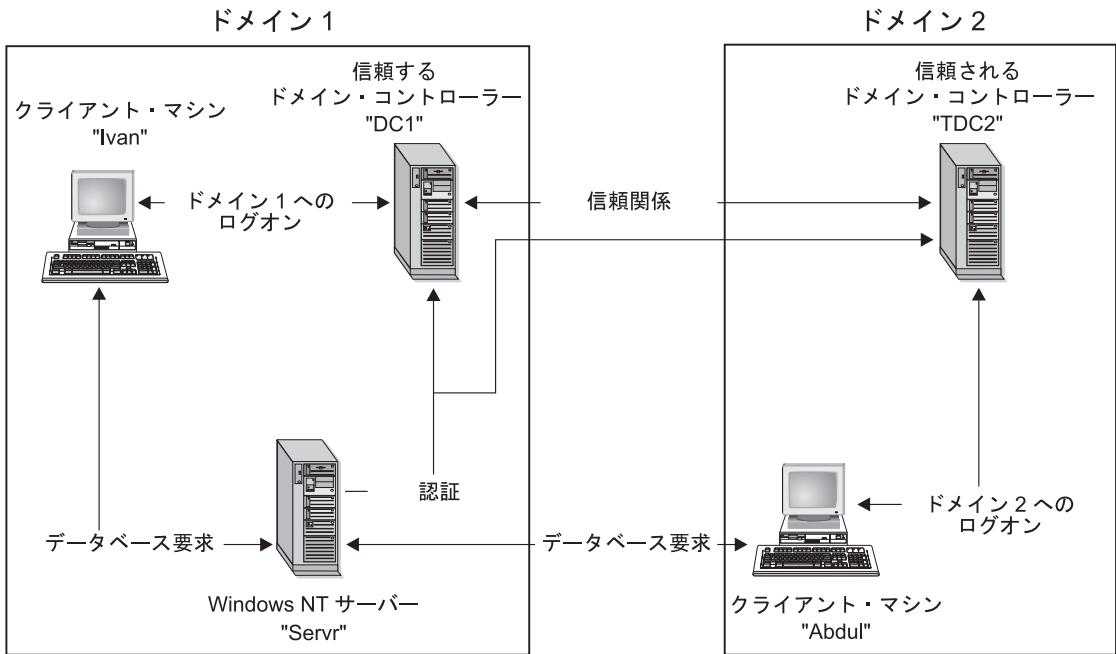 ドメイン 1
ドメイン 2
クライアント・マシン
"Ivan"
信頼する
ドメイン・コントローラー
"DC1"
信頼される
ドメイン・コントローラー
"TDC2"
ドメイン 1 への
ログオン
信頼関係
認証
データベース要求
データベース要求
ドメイン 2 への
ログオン
Windows NT サーバー
"Servr"
クライアント・マシン
"Abdul"